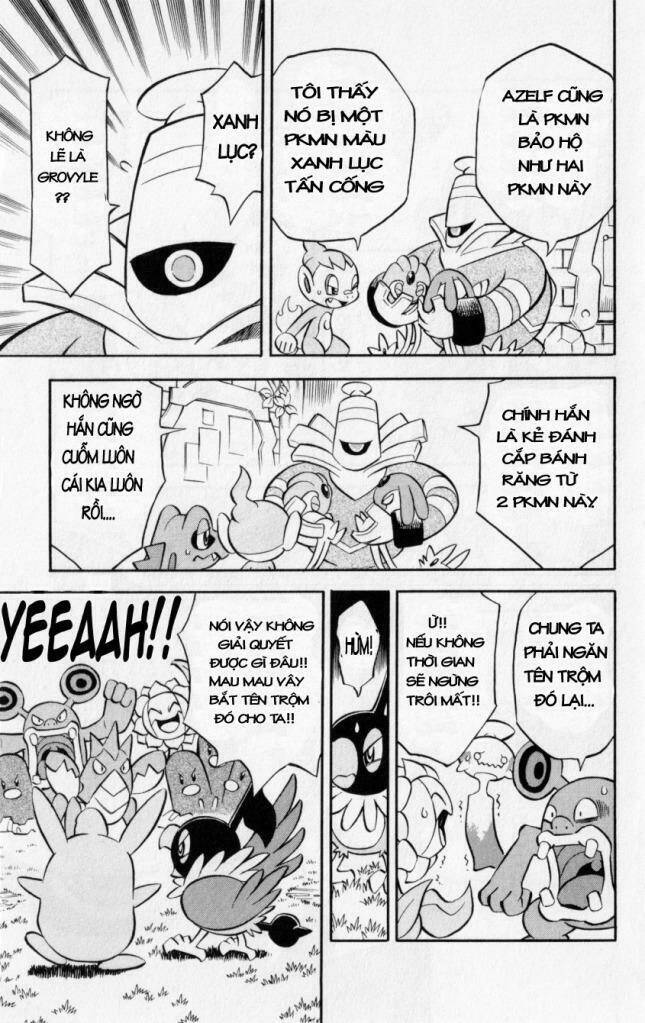 AZELF CŨNG
LÀ PKMN
BẢO HỘ
NHƯ HAI
PKMN NÀY
TÔI THẤY
NÓ BỊ MỘT
PKMN MÀU
XANH LỤC
TẤN CỐNG
XANH
LỤC?
KHÔNG
LẼ LÀ
GROVYLE
??
CHÍNH HẮN
LÀ KẺ ĐÁNH
CẮP BÁNH
RĂNG TỪ
2 PKMN NÀY.
KHÔNG NGỜ
HẮN CŨNG
CUỖM LUÔN
CÁI KIA LUÔN
RỒI....
CHUNG TA
PHẢI NGĂN
TÊN TRỘM
ĐÓ LẠI...
Ừ!!
NẾU KHÔNG
THỜI GIAN
SẼ NGỪNG
TRÔI MẤT!!
HÙM!
NÓI VẬY KHÔNG
GIẢI QUYẾT
ĐƯỢC GÌ ĐÂU!!
MAU MAU VÂY
BẮT TÊN TRỘM
ĐÓ CHO TA!!
YEEAAH!!